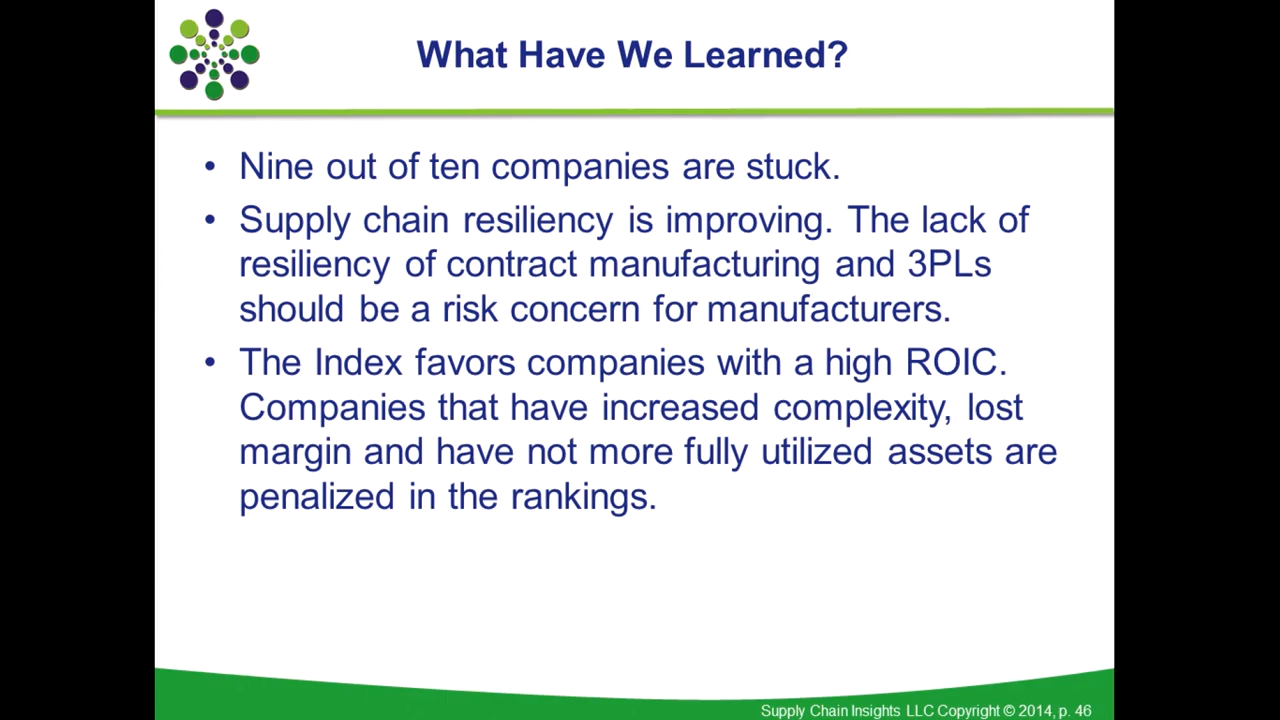 What Have We Learned?
• Nine out of ten companies are stuck.
• Supply chain resiliency is improving. The lack of
resiliency of contract manufacturing and 3PLs
should be a risk concern for manufacturers.
• The Index favors companies with a high ROIC.
Companies that have increased complexity, lost
margin and have not more fully utilized assets are
penalized in the rankings.
Supply Chain Insights LLC Copyright © 2014, p. 46